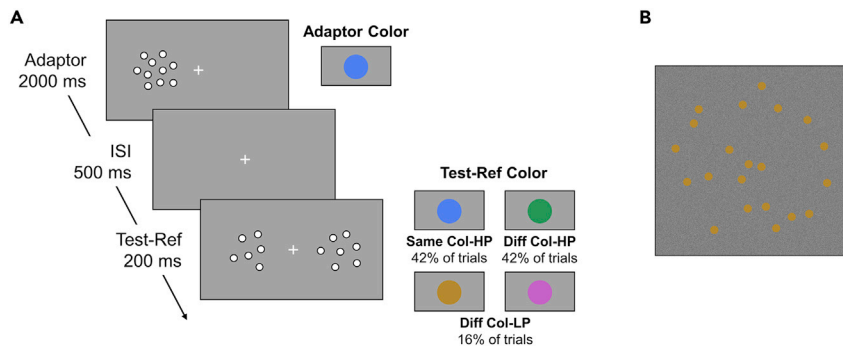 A
B
Adaptor
2000 ms
Adaptor Color
ISI
500 ms
Test-Ref
200 ms
Test-Ref Color
Same Col-HP
42% of trials
Diff Col-HP
42% of trials
Diff Col-LP
16% of trials